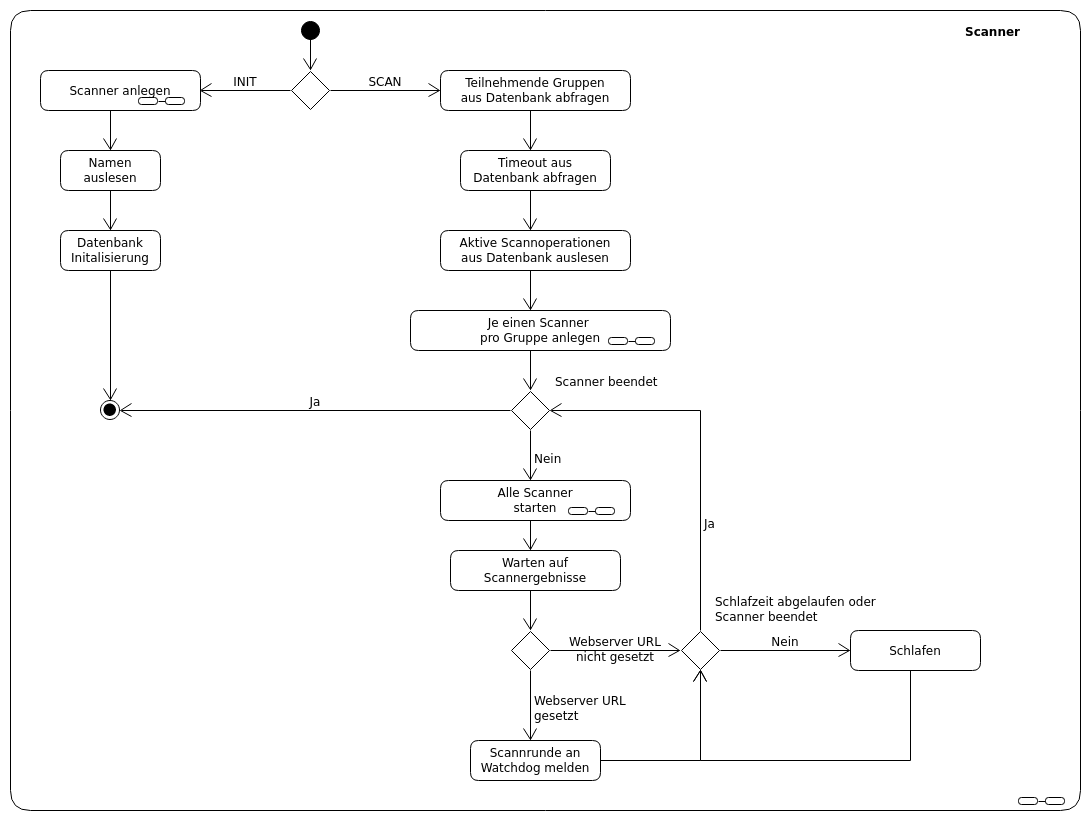 Scanner
INIT
SCAN
Scanner anlegen
Teilnehmende Gruppen
aus Datenbank abfragen
Namen
auslesen
Timeout aus
Datenbank abfragen
Datenbank
Initalisierung
Aktive Scannoperationen
aus Datenbank auslesen
Je einen Scanner
pro Gruppe anlegen
Scanner beendet
Ja
Nein
Alle Scanner
starten
Ja
Warten auf
Scannergebnisse
Schlafzeit abgelaufen oder
Scanner beendet
Webserver URL
nicht gesetzt
Nein
Schlafen
Webserver URL
gesetzt
Scannrunde an
Watchdog melden